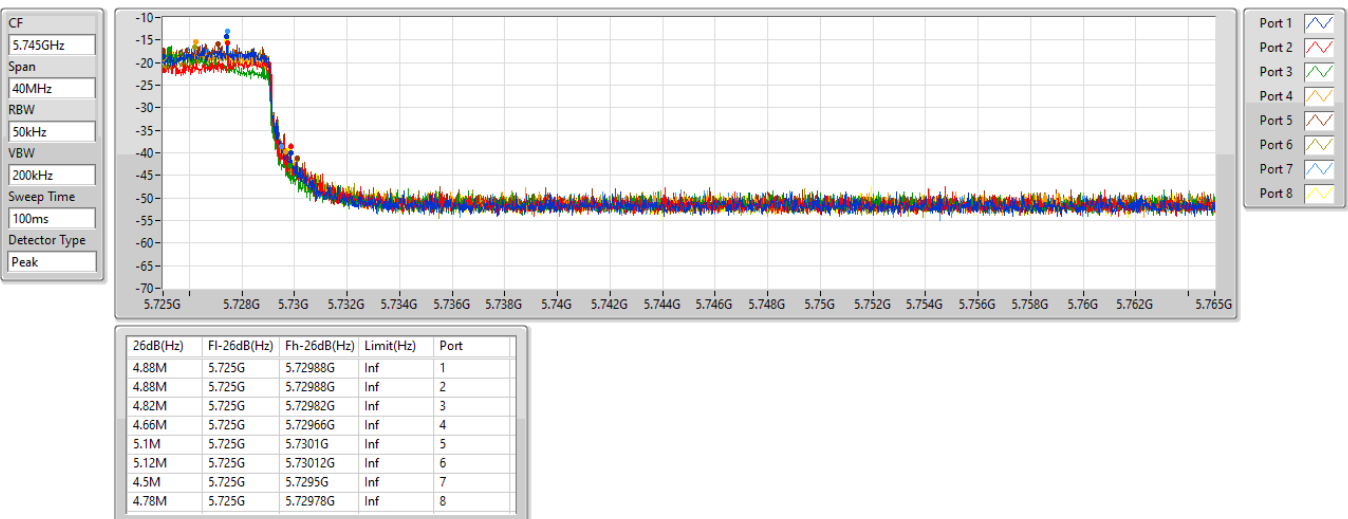 CF
5.745GHz
Span
40MHz
RBW
50kHz
VBW
200kHz
Sweep Time
100ms
Detector Type
Peak
-10
-15
-20
-25
-30
-35
-40
-45
-50
-55
-60
-65
-70
5.725G 5.728G 5.73G 5.732G 5.734G 5.736G 5.738G 5.74G 5.742G 5.744G 5.746G 5.748G 5.75G 5.752G 5.754G 5.756G 5.758G 5.76G 5.762G 5.765G
Port 1
Port 2
Port 3
Port 4
Port 5
Port 6
Port 7
Port 8
26dB(Hz) Fl-26dB(Hz) Fh-26dB(Hz) Limit(Hz) Port
4.88M 5.725G 5.72988G Inf 1
4.88M 5.725G 5.72988G Inf 2
4.82M 5.725G 5.72982G Inf 3
4.66M 5.725G 5.72966G Inf 4
5.1M 5.725G 5.7301G Inf 5
5.12M 5.725G 5.73012G Inf 6
4.5M 5.725G 5.7295G Inf 7
4.78M 5.725G 5.72978G Inf 8